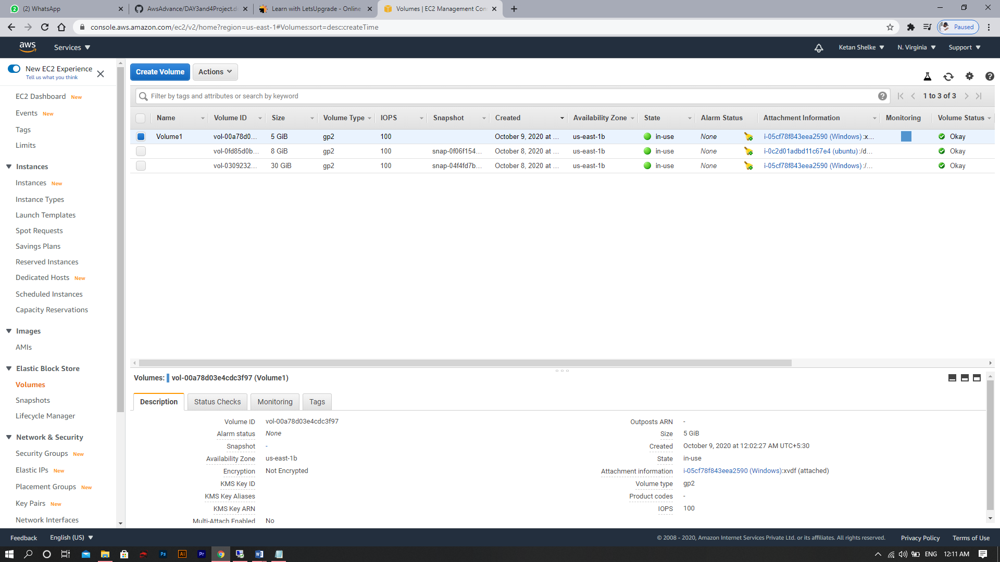 (2) WhatsApp
AwsAdvance/DAY3and4Project.d
Learn with LetsUpgrade - Online
Volumes | EC2 Management Con
console.aws.amazon.com/ec2/v2/home?region=us-east-1#Volumes:sort=desc:createTime
Paused
aws
Services
Ketan Shelke
N. Virginia
Support
New EC2 Experience
Tell us what you think
EC2 Dashboard New
Events New
Tags
Limits
Instances
Instances New
Instance Types
Launch Templates
Spot Requests
Savings Plans
Reserved Instances
Dedicated Hosts New
Scheduled Instances
Capacity Reservations
Images
AMIs
Elastic Block Store
Volumes
Snapshots
Lifecycle Manager
Network & Security
Security Groups New
Elastic IPs New
Placement Groups New
Key Pairs New
Network Interfaces
Create Volume
Actions
Filter by tags and attributes or search by keyword
1 to 3 of 3
Name Volume ID Size Volume Type IOPS Snapshot Created Availability Zone State Alarm Status Attachment Information Monitoring Volume Status
Volume1 vol-00a78d0... 5 GiB gp2 100 October 9, 2020 at ... us-east-1b in-use None i-05cf78f843eea2590 (Windows):x... Okay
vol-0fd85d0b... 8 GiB gp2 100 snap-0f06f154... October 8, 2020 at ... us-east-1b in-use None i-0c2d01adbd11c67e4 (ubuntu):/d... Okay
vol-0309232... 30 GiB gp2 100 snap-04f4fd7b... October 8, 2020 at ... us-east-1b in-use None i-05cf78f843eea2590 (Windows):/... Okay
Volumes: vol-00a78d03e4cdc3f97 (Volume1)
Description Status Checks Monitoring Tags
Volume ID vol-00a78d03e4cdc3f97
Alarm status None
Snapshot -
Availability Zone us-east-1b
Encryption Not Encrypted
KMS Key ID
KMS Key Aliases
KMS Key ARN
Multi-Attach Enabled No
Outposts ARN -
Size 5 GiB
Created October 9, 2020 at 12:02:27 AM UTC+5:30
State in-use
Attachment information i-05cf78f843eea2590 (Windows):xvdf (attached)
Volume type gp2
Product codes -
IOPS 100
Feedback
English (US)
© 2008 - 2020, Amazon Internet Services Private Ltd. or its affiliates. All rights reserved.
Privacy Policy
Terms of Use
Ps
Ai
Pr
ENG
12:11 AM